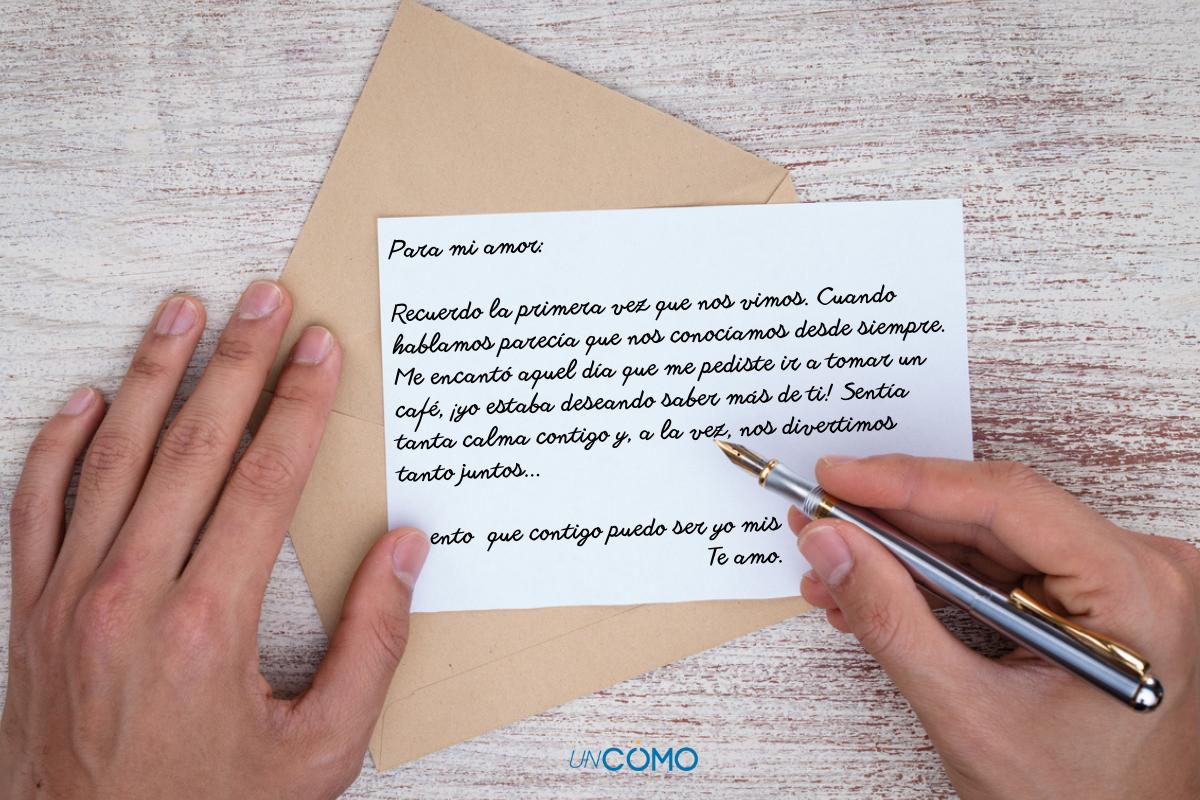 Para mi amor:
Recuerdo la primera vez que nos vimos. Cuando
hablamos parecía que nos conocíamos desde siempre.
Me encantó aquel día que me pediste ir a tomar un
café, ¡yo estaba deseando saber más de ti! Sentía
tanta calma contigo y, a la vez, nos divertimos
tanto juntos...
ento que contigo puedo ser yo mis
Te amo.
UNCOMO